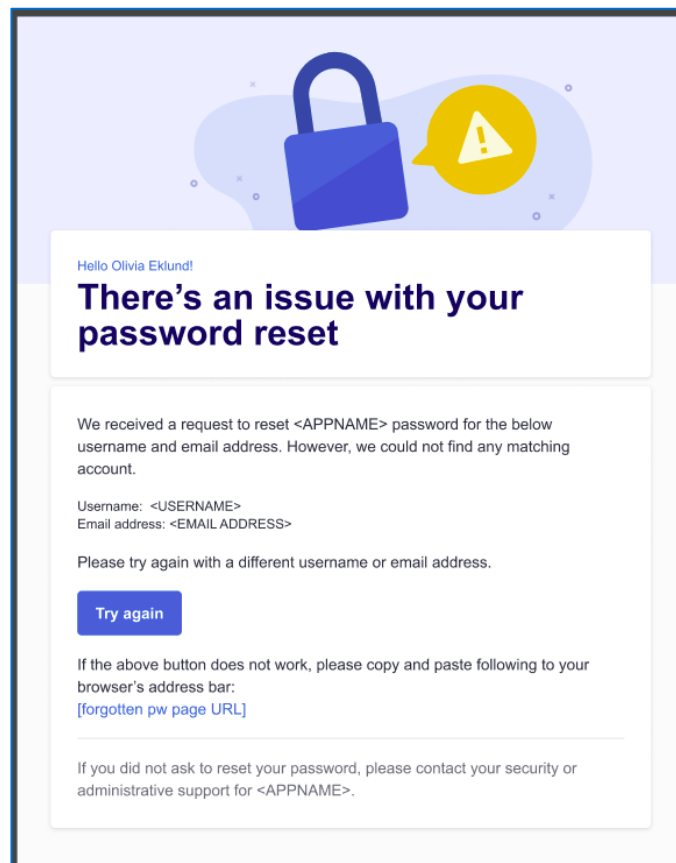 Hello Olivia Eklund!
There’s an issue with your
password reset
We received a request to reset <APPNAME> password for the below
username and email address. However, we could not find any matching
account.
Username:  <USERNAME>
Email address: <EMAIL ADDRESS>
Please try again with a different username or email address.
Try again
If the above button does not work, please copy and paste following to your
browser’s address bar:
[forgotten pw page URL]
If you did not ask to reset your password, please contact your security or
administrative support for <APPNAME>.